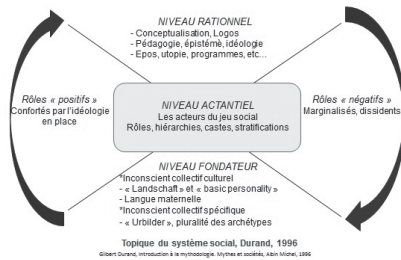 NIVEAU RATIONNEL
- Conceptualisation, Logos
- Pédagogie, épistémè, idéologie
- Epos, utopie, programmes, etc...
Rôles « positifs »
Confortés par l'idéologie
en place
NIVEAU ACTANTIEL
Les acteurs du jeu social
Rôles, hiérarchies, castes, stratifications
Rôles « négatifs »
Marginalisés, dissidents
NIVEAU FONDATEUR
*Inconscient collectif culturel
- « Landschaft » et « basic personality »
- Langue maternelle
*Inconscient collectif spécifique
- « Urbilder », pluralité des archétypes
Topique du système social, Durand, 1996
Gilbert Durand, Introduction à la mythodologie. Mythes et sociétés, Albin Michel, 1996